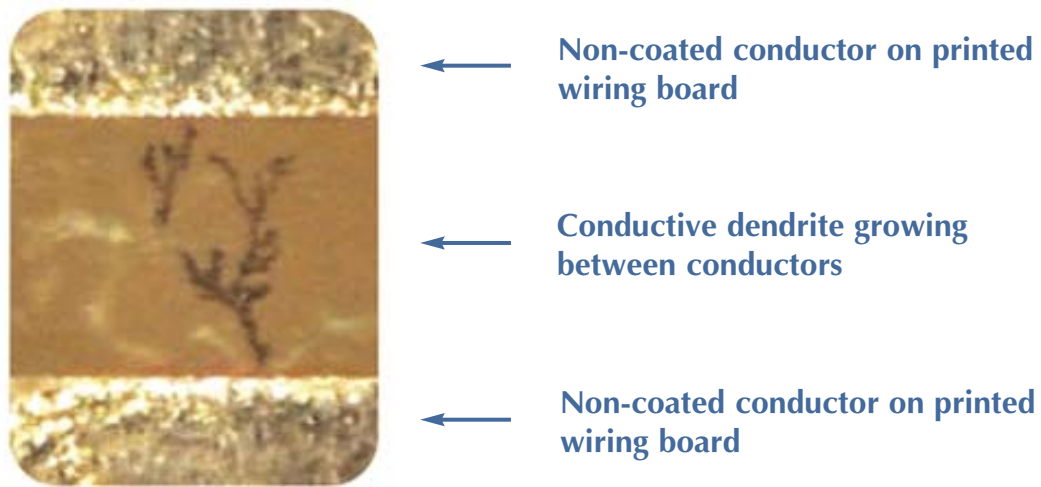 Non-coated conductor on printed
wiring board
Conductive dendrite growing
between conductors
Non-coated conductor on printed
wiring board